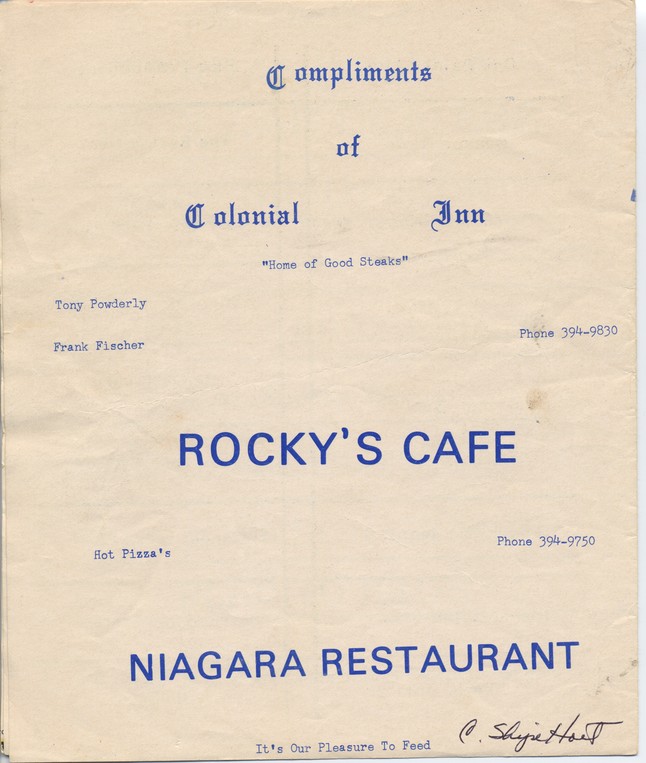 Compliments
of
Colonial Inn
"Home of Good Steaks"
Tony Powderly
Frank Fischer
Phone 394-9830
ROCKY'S CAFE
Hot Pizza's
Phone 394-9750
NIAGARA RESTAURANT
It's Our Pleasure To Feed
C.